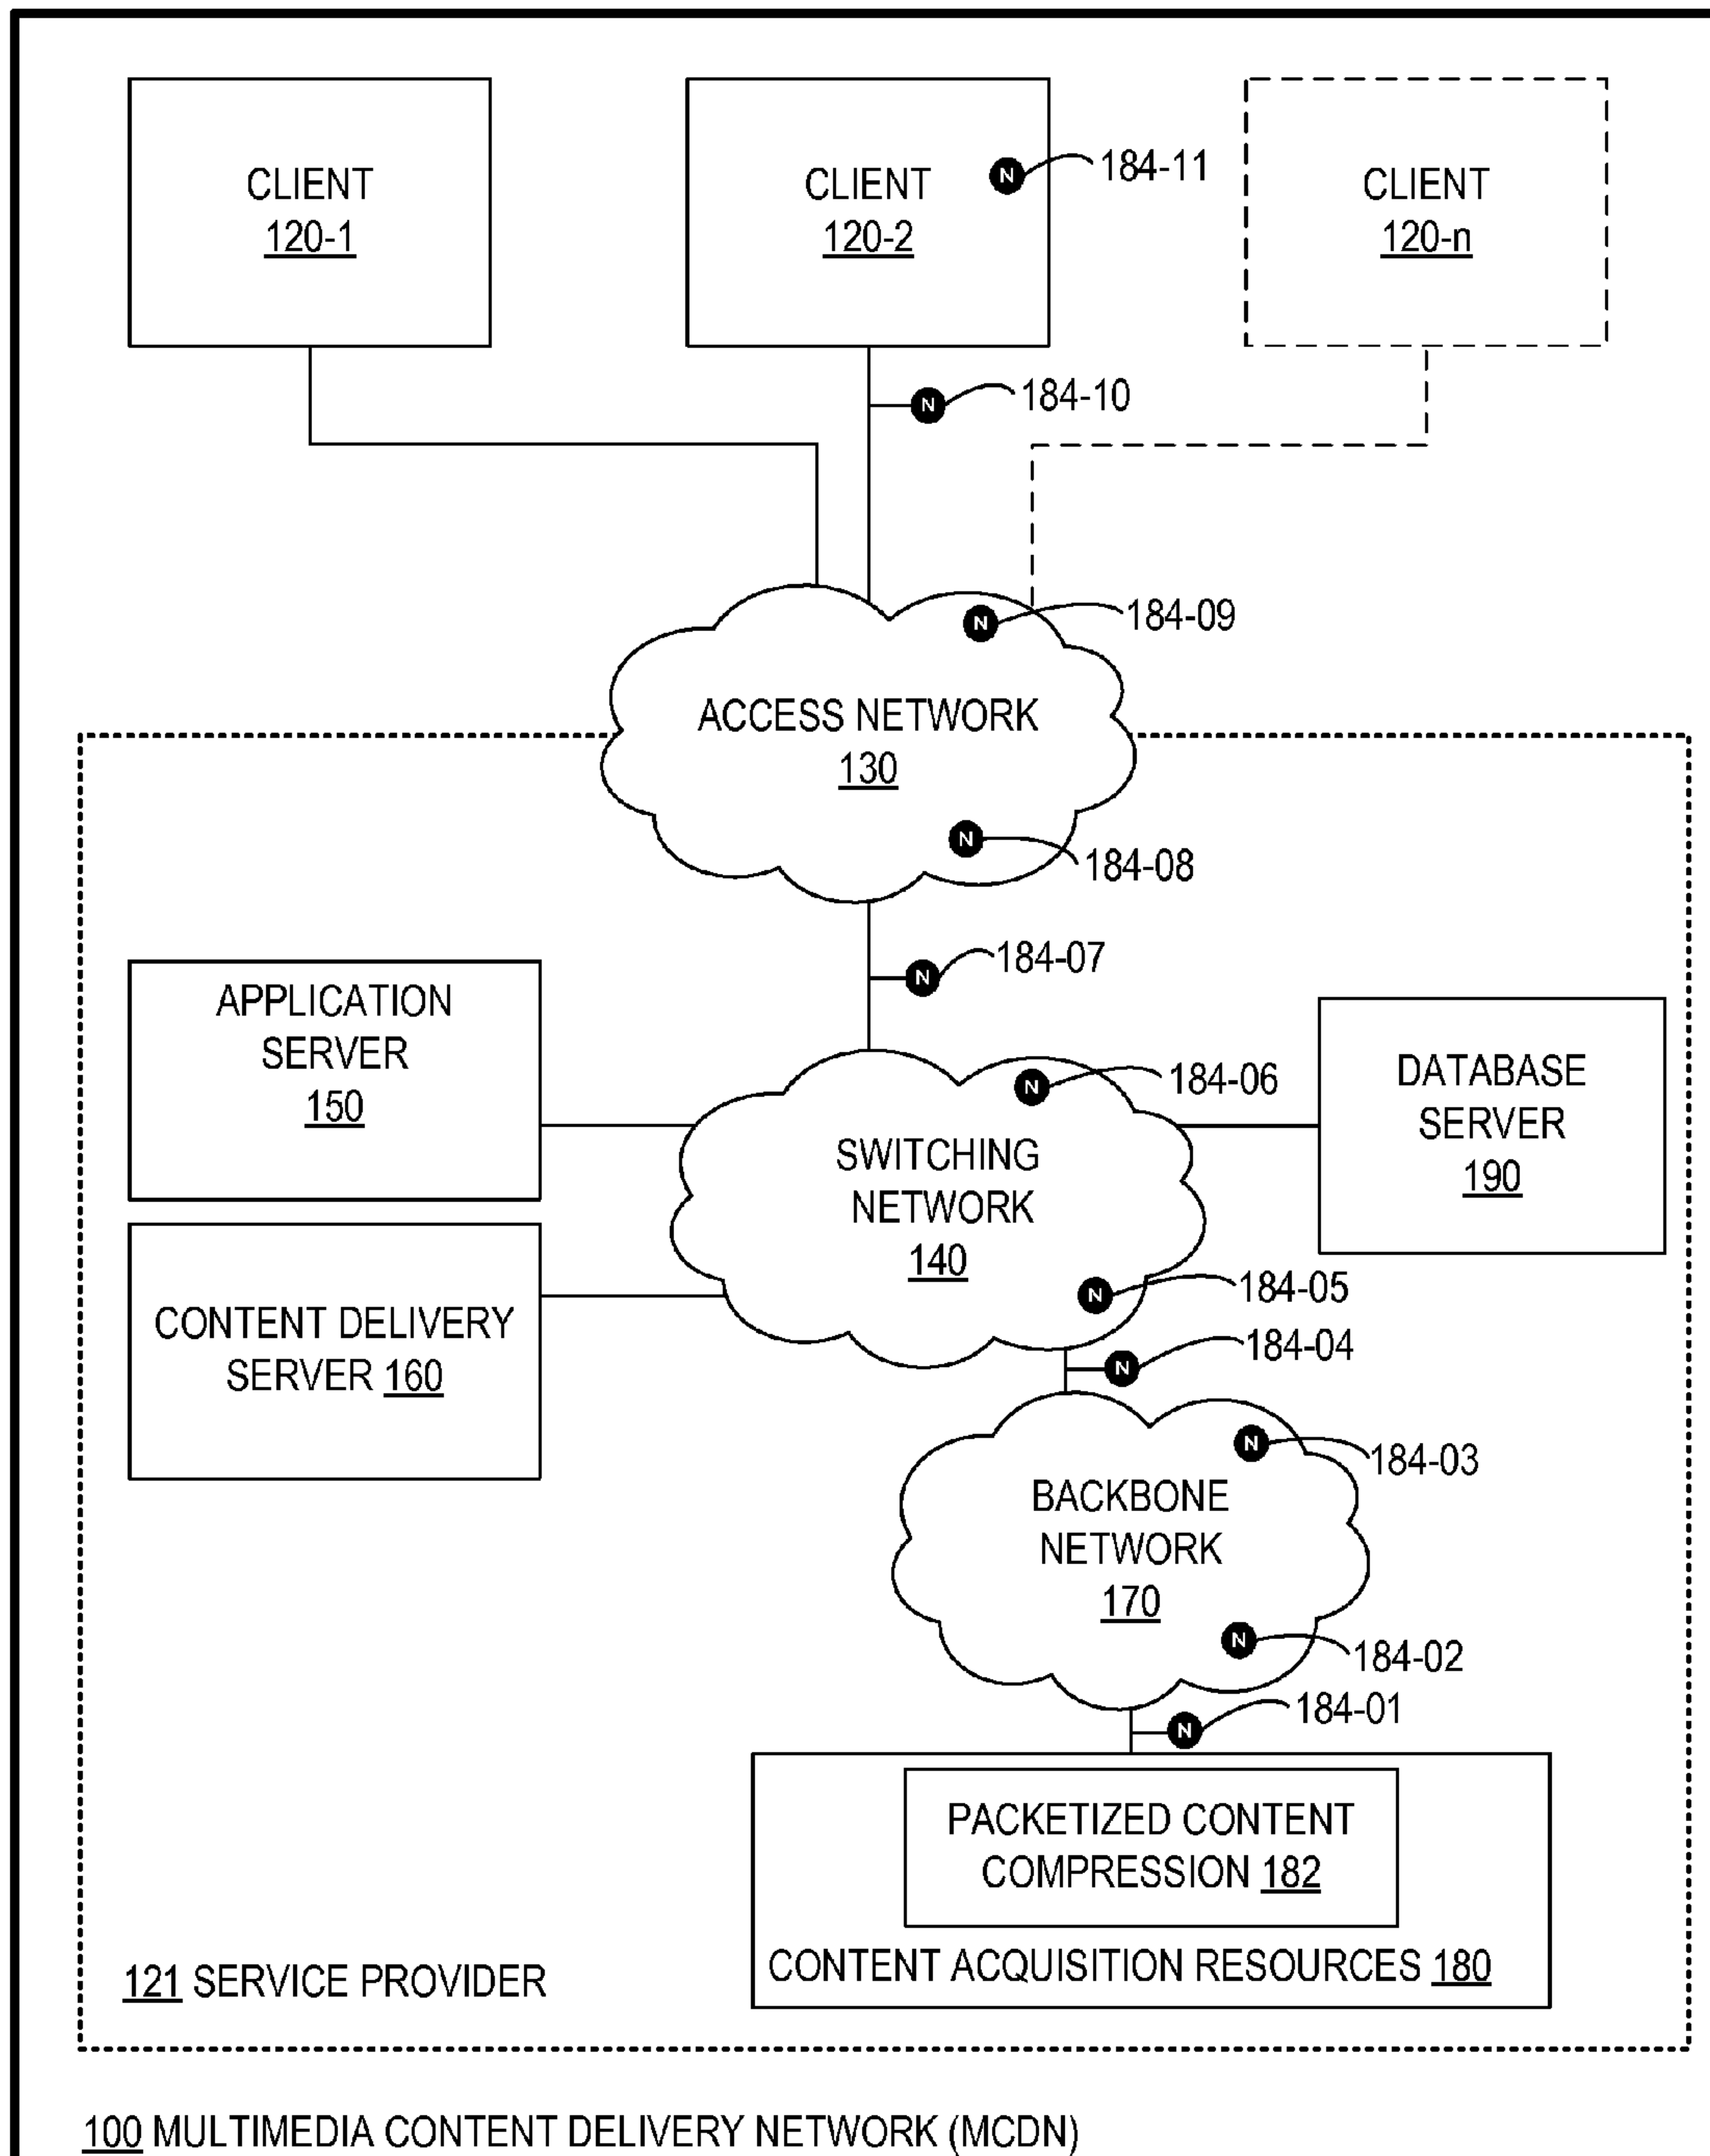 CLIENT
120-1
CLIENT
120-2
N
184-11
CLIENT
120-n
N
184-10
N
184-09
ACCESS NETWORK
130
N
184-08
N
184-07
APPLICATION
SERVER
150
N
184-06
DATABASE
SERVER
190
SWITCHING
NETWORK
140
N
184-05
CONTENT DELIVERY
SERVER 160
N
184-04
N
184-03
BACKBONE
NETWORK
170
N
184-02
N
184-01
PACKETIZED CONTENT
COMPRESSION 182
CONTENT ACQUISITION RESOURCES 180
121 SERVICE PROVIDER
100 MULTIMEDIA CONTENT DELIVERY NETWORK (MCDN)